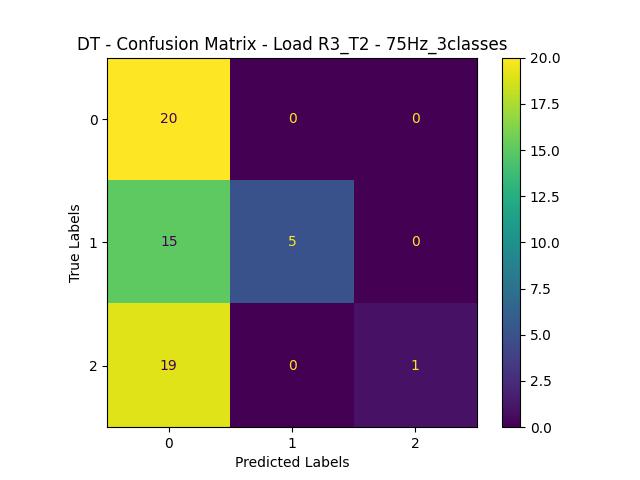 DT - Confusion Matrix - Load R3_T2 - 75Hz_3classes
True Labels
0 20 0 0
1 15 5 0
2 19 0 1
0 1 2
Predicted Labels
20.0
17.5
15.0
12.5
10.0
7.5
5.0
2.5
0.0